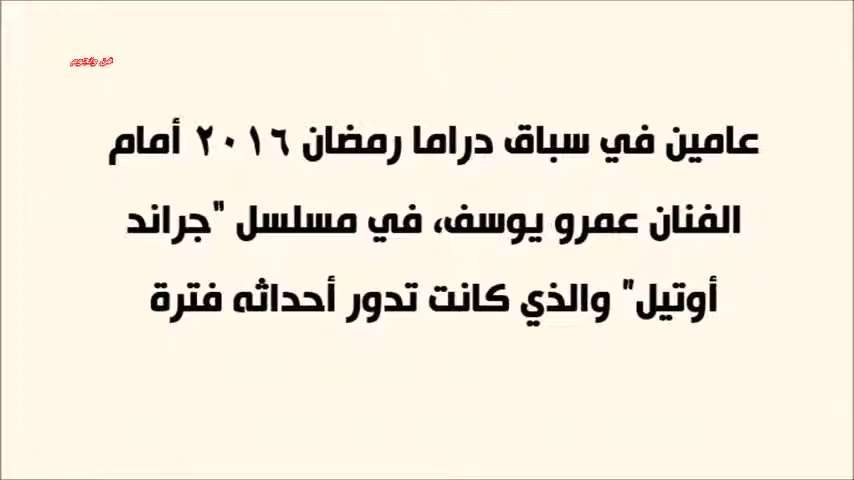 عامين في سباق دراما رمضان ٢٠١٦ أمام
الفنان عمرو يوسف، في مسلسل "جراند
أوتيل" والذي كانت تدور أحداثه فترة